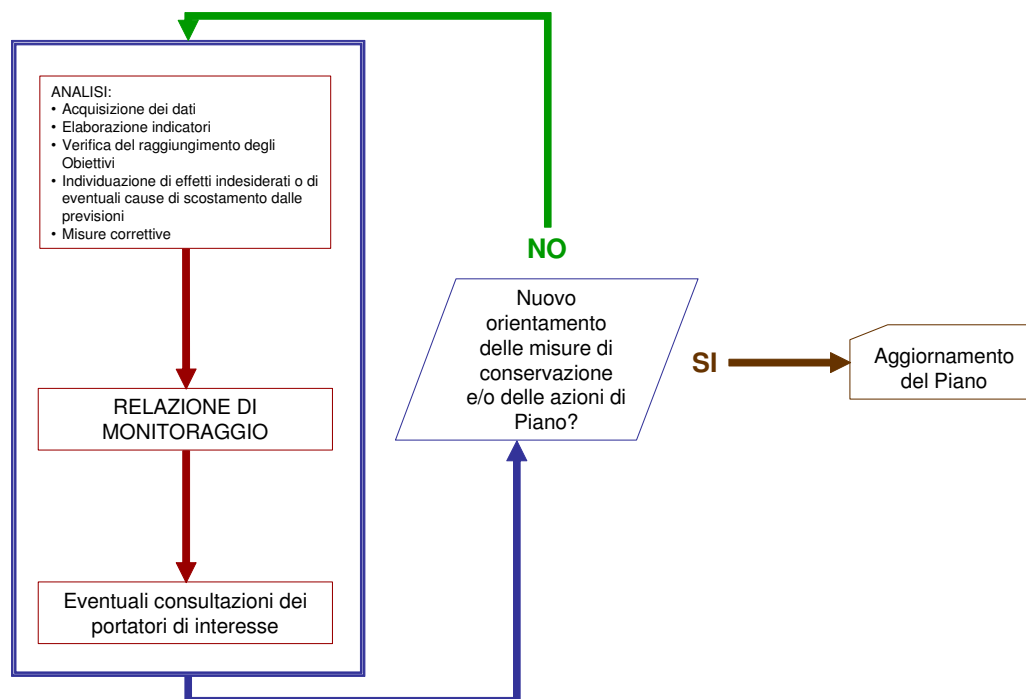 ANALISI:
• Acquisizione dei dati
• Elaborazione indicatori
• Verifica del raggiungimento degli
Obiettivi
• Individuazione di effetti indesiderati o di
eventuali cause di scostamento dalle
previsioni
• Misure correttive
RELAZIONE DI
MONITORAGGIO
Eventuali consultazioni dei
portatori di interesse
NO
Nuovo
orientamento
delle misure di
conservazione
e/o delle azioni di
Piano?
SI
Aggiornamento
del Piano